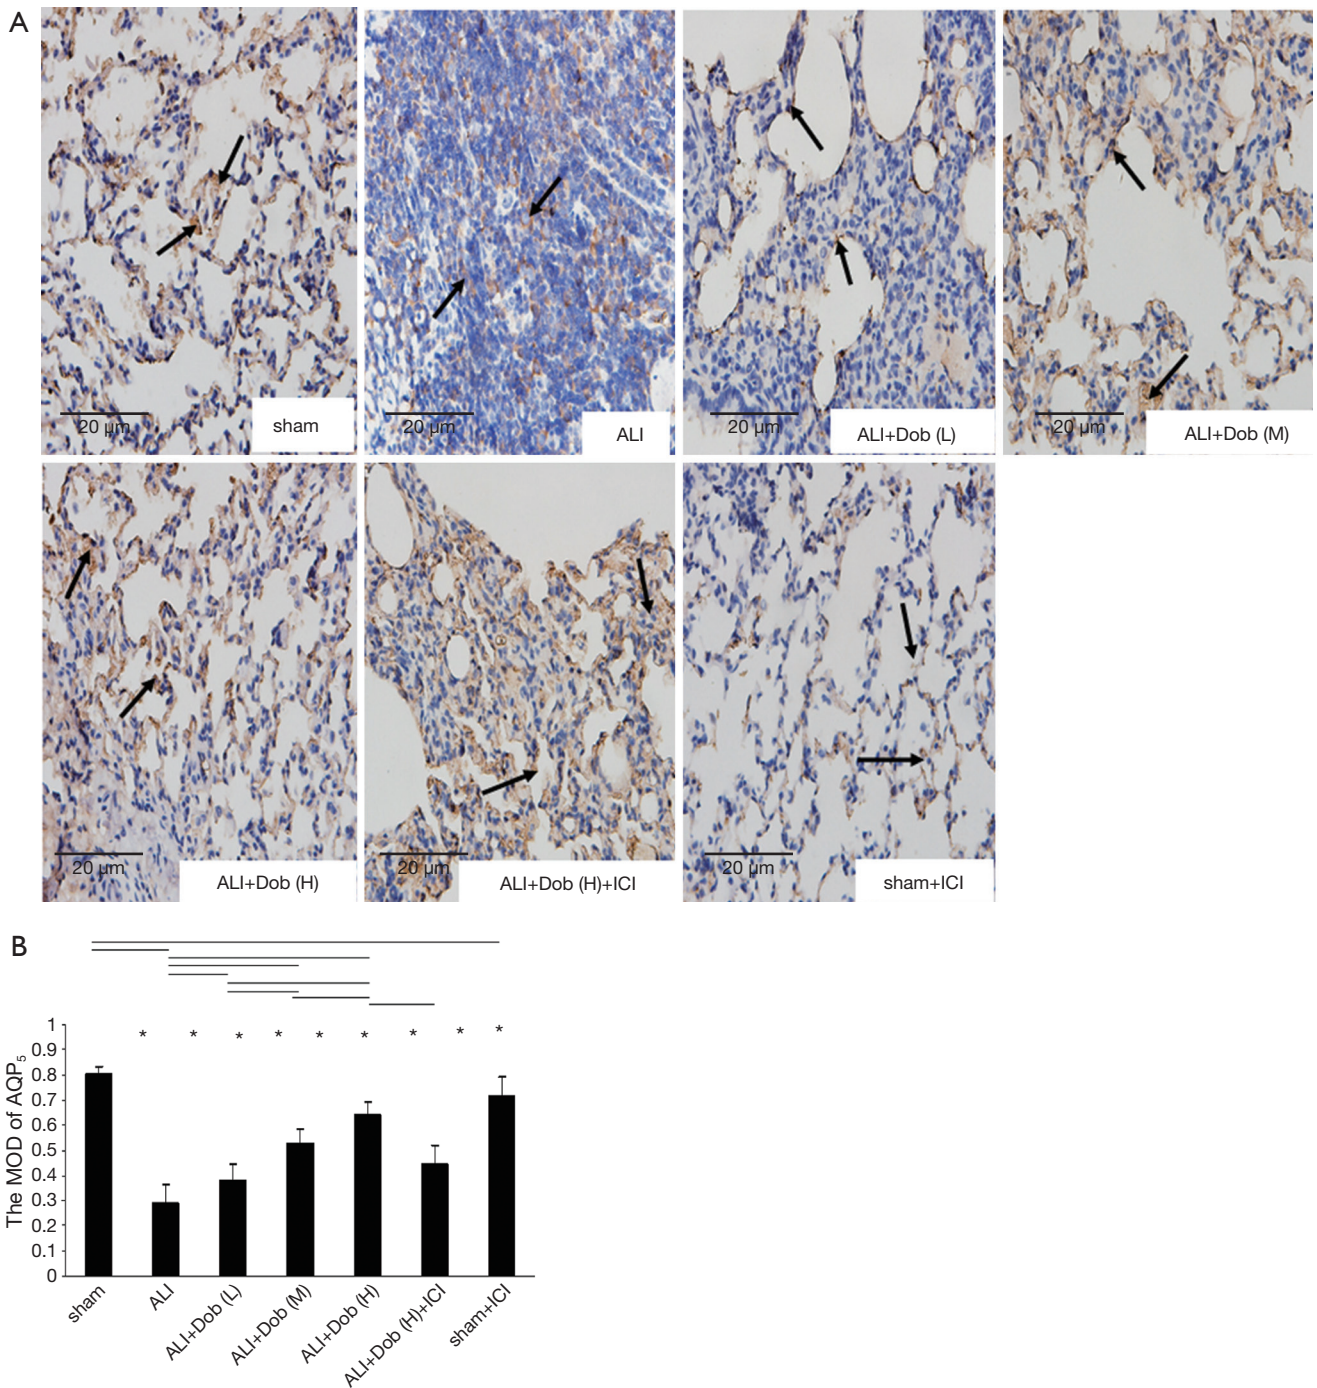 A
20 μm
sham
20 μm
ALI
20 μm
ALI+Dob (L)
20 μm
ALI+Dob (M)
20 μm
ALI+Dob (H)
20 μm
ALI+Dob (H)+ICI
20 μm
sham+ICI
B
* * * * * * * * *
The MOD of AQP5
1
0.9
0.8
0.7
0.6
0.5
0.4
0.3
0.2
0.1
0
sham
ALI
ALI+Dob (L)
ALI+Dob (M)
ALI+Dob (H)
ALI+Dob (H)+ICI
sham+ICI